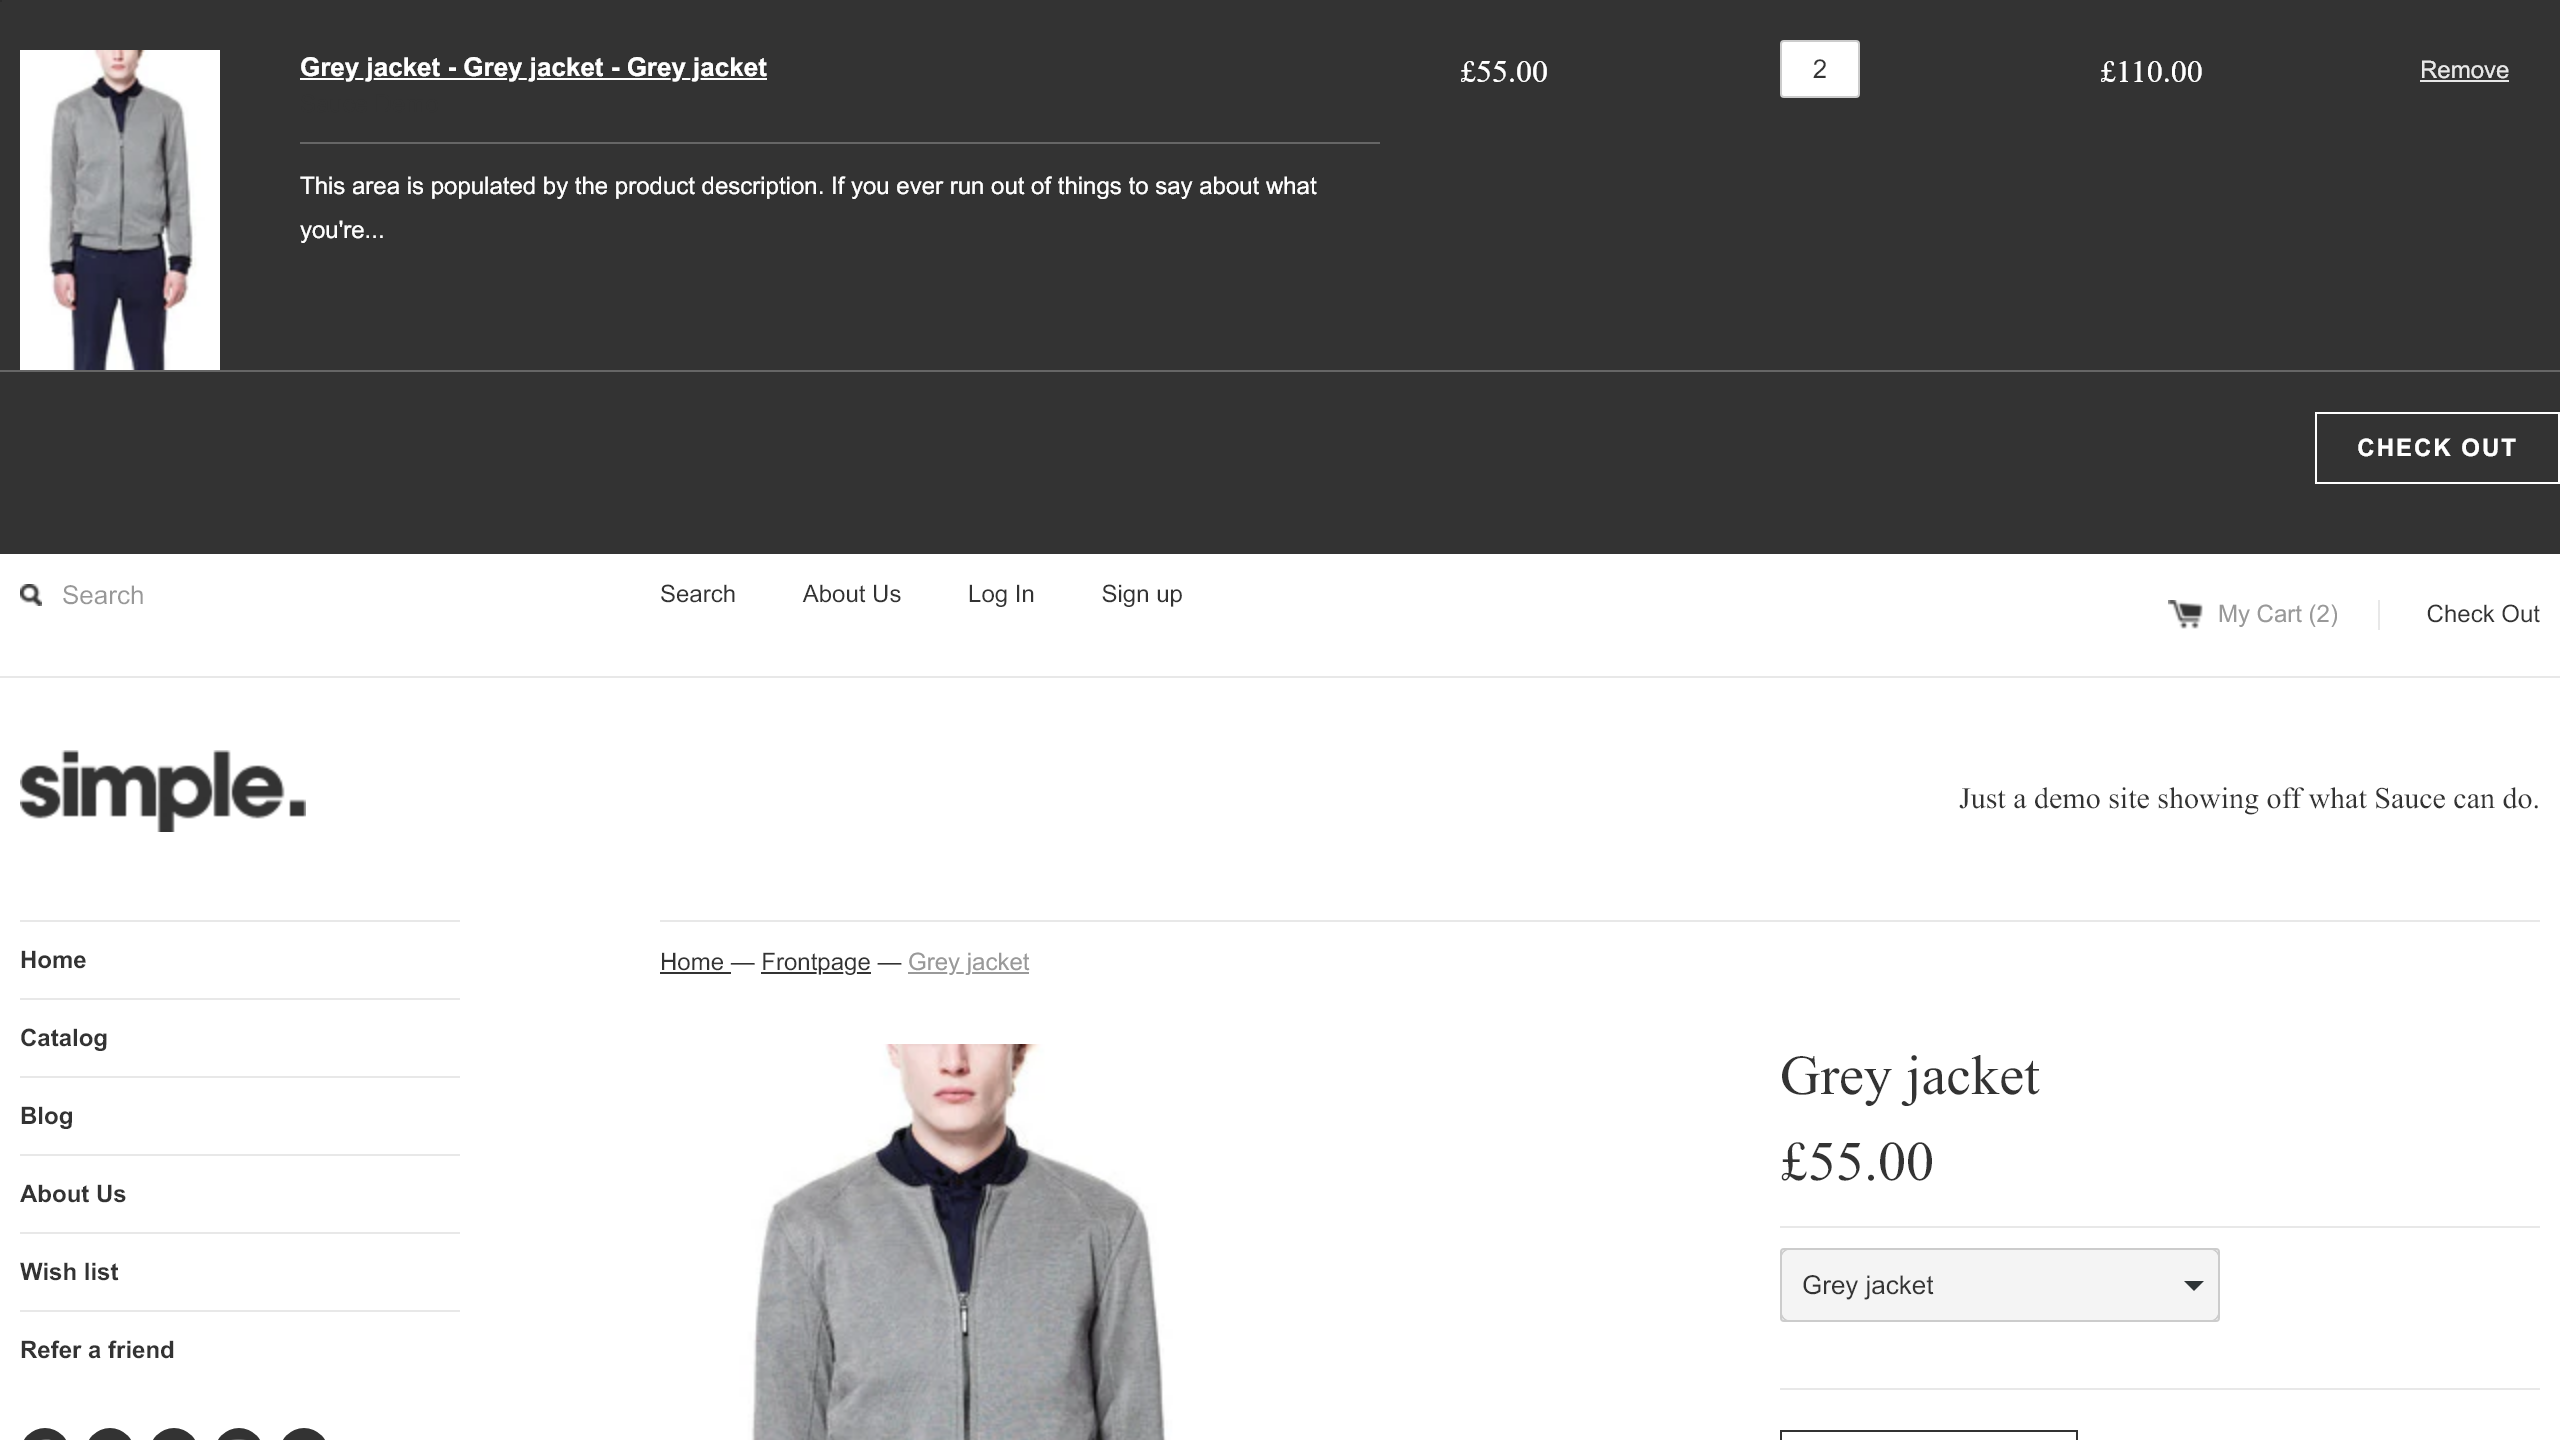 Grey jacket - Grey jacket - Grey jacket
£55.00
2
£110.00
Remove
This area is populated by the product description. If you ever run out of things to say about what
you're...
CHECK OUT
Search
Search
About Us
Log In
Sign up
My Cart (2)
Check Out
simple.
Just a demo site showing off what Sauce can do.
Home
Catalog
Blog
About Us
Wish list
Refer a friend
Home — Frontpage — Grey jacket
Grey jacket
£55.00
Grey jacket